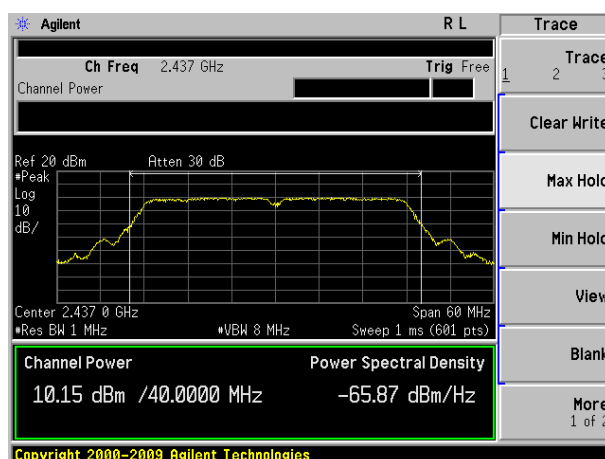 Agilent R L Trace
Ch Freq 2.437 GHz Trig Free
Channel Power
Trace
1 2 3
Clear Write
Max Hold
Min Hold
View
Blank
More
1 of 2
Ref 20 dBm Atten 30 dB
#Peak
Log
10
dB/
Center 2.437 0 GHz Span 60 MHz
#Res BW 1 MHz #VBW 8 MHz Sweep 1 ms (601 pts)
Channel Power Power Spectral Density
10.15 dBm /40.0000 MHz -65.87 dBm/Hz
Copyright 2000-2009 Agilent Technologies